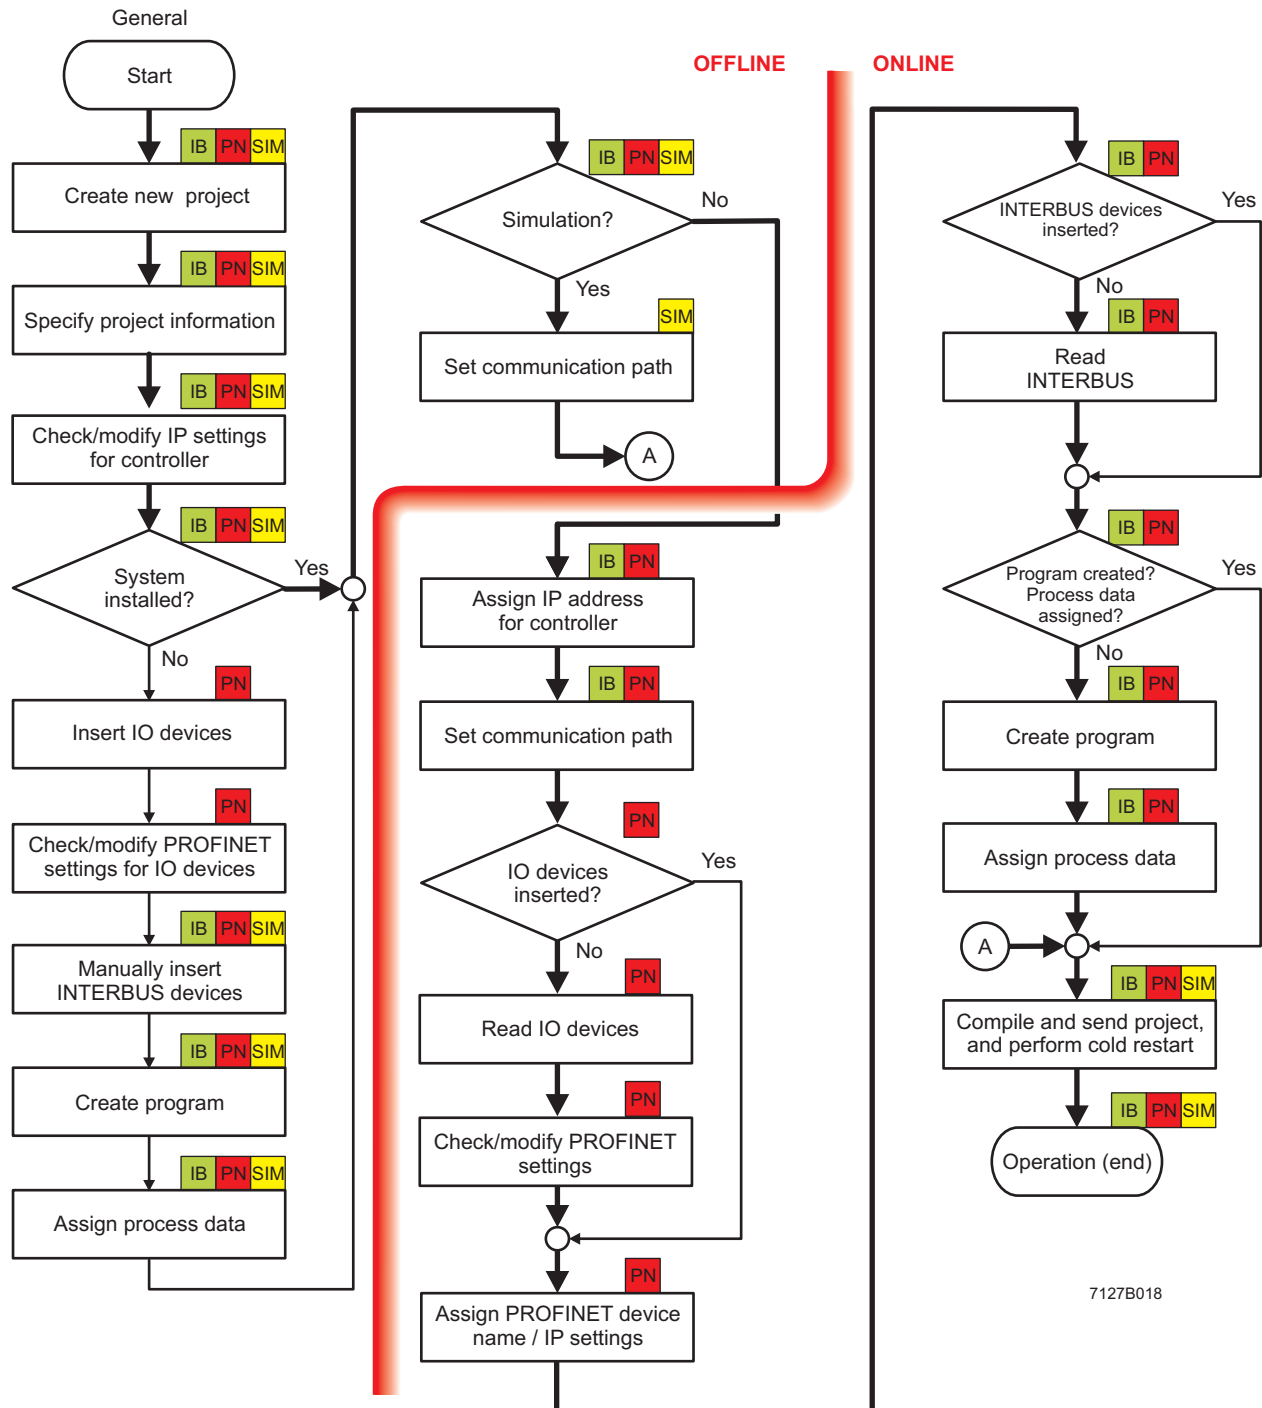 General
Start
IB PN SIM
Create new project
IB PN SIM
Specify project information
IB PN SIM
Check/modify IP settings
for controller
IB PN SIM
System
installed?
Yes
No
PN
Insert IO devices
PN
Check/modify PROFINET
settings for IO devices
IB PN SIM
Manually insert
INTERBUS devices
IB PN SIM
Create program
IB PN SIM
Assign process data
OFFLINE
IB PN SIM
Simulation?
No
Yes
SIM
Set communication path
A
IB PN
Assign IP address
for controller
IB PN
Set communication path
PN
IO devices
inserted?
Yes
No
PN
Read IO devices
PN
Check/modify PROFINET
settings
PN
Assign PROFINET device
name / IP settings
ONLINE
IB PN
INTERBUS devices
inserted?
Yes
No
IB PN
Read
INTERBUS
IB PN
Program created?
Process data
assigned?
Yes
No
IB PN
Create program
IB PN
Assign process data
A
IB PN SIM
Compile and send project,
and perform cold restart
IB PN SIM
Operation (end)
7127B018